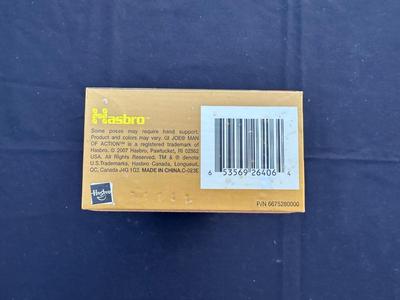 Hasbro™
Some poses may require hand support.
Product and colors may vary. GI JOE® MAN
OF ACTION™ is a registered trademark of
Hasbro. © 2007 Hasbro, Pawtucket, RI 02862
USA. All Rights Reserved. TM & ® denote
U.S.Trademarks. Hasbro Canada, Longueuil,
QC, Canada J4G 1G2. MADE IN CHINA.C-023E
Hasbro
6 53569 26406 4
P/N 6675280000